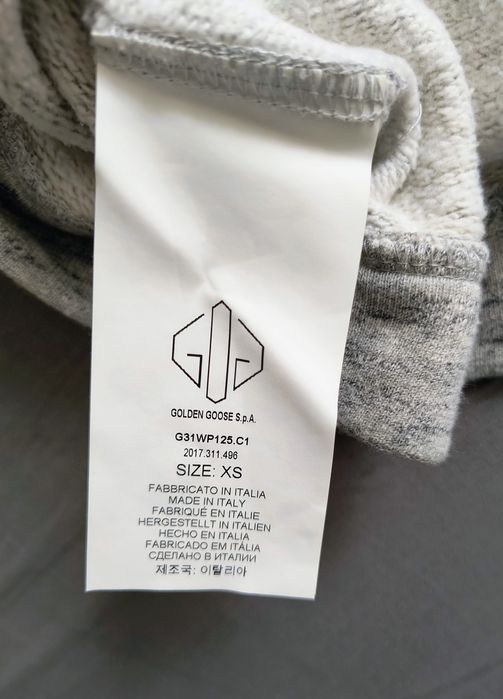 GG
GOLDEN GOOSE S.p.A.
G31WP125.C1
2017.311.496
SIZE: XS
FABBRICATO IN ITALIA
MADE IN ITALY
FABRIQUÉ EN ITALIE
HERGESTELLT IN ITALIEN
HECHO EN ITALIA
FABRICADO EM ITÁLIA
СДЕЛАНО В ИТАЛИИ
제조국: 이탈리아